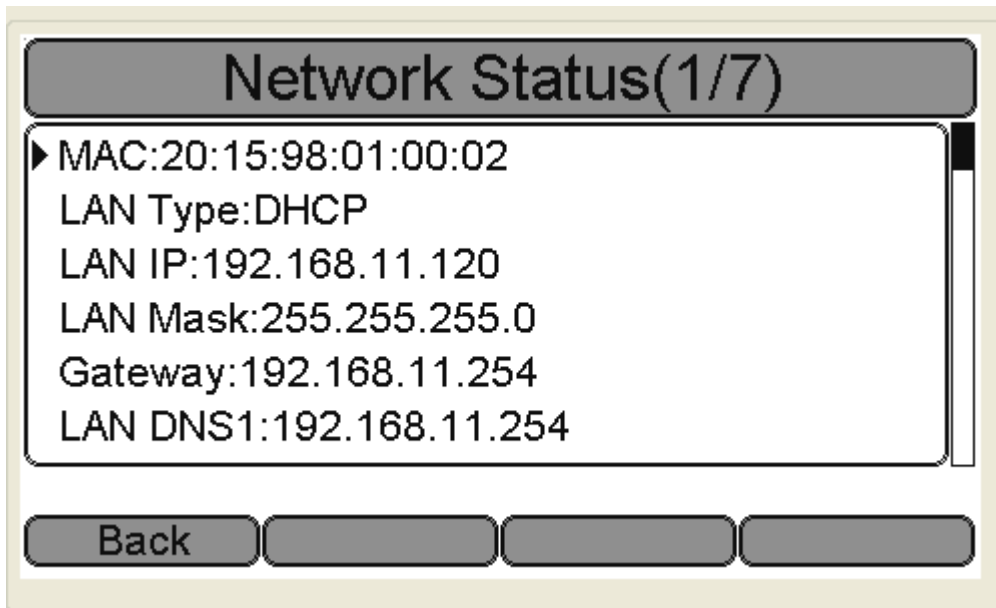 Network Status(1/7)
MAC:20:15:98:01:00:02
LAN Type:DHCP
LAN IP:192.168.11.120
LAN Mask:255.255.255.0
Gateway:192.168.11.254
LAN DNS1:192.168.11.254
Back